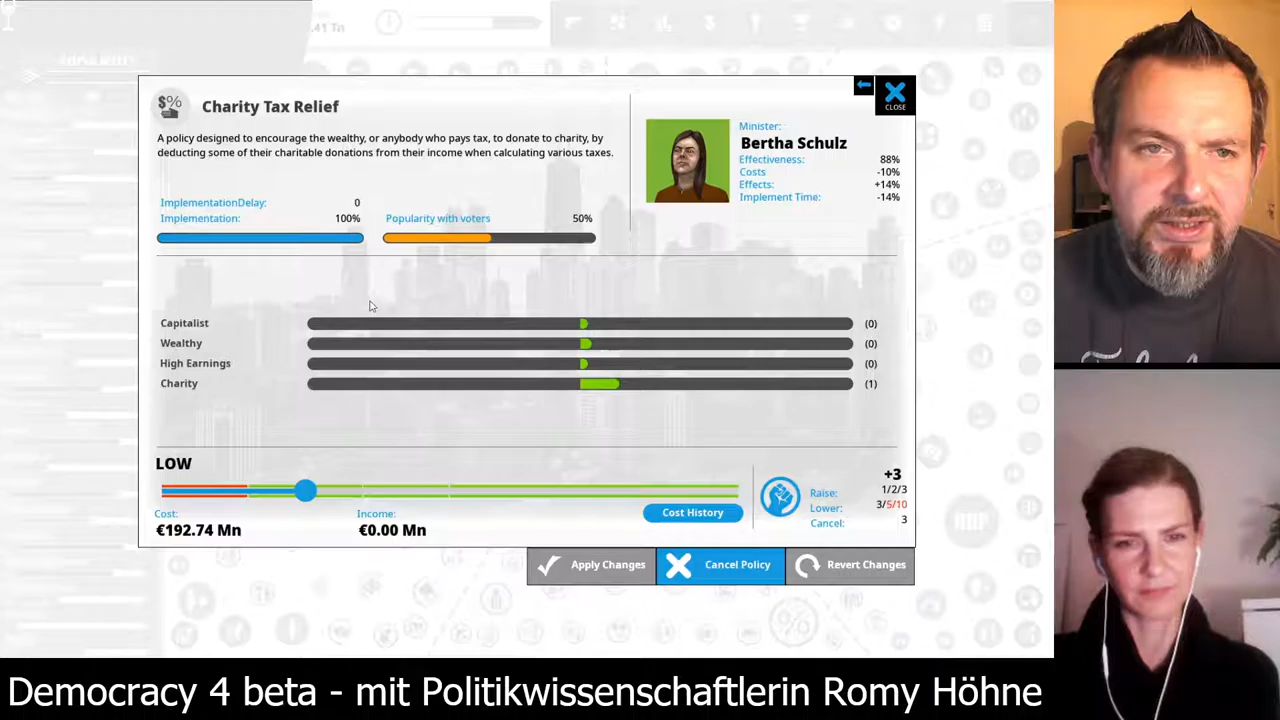 .41 Tn
CLOSE
Charity Tax Relief
A policy designed to encourage the wealthy, or anybody who pays tax, to donate to charity, by
deducting some of their charitable donations from their income when calculating various taxes.
Minister:
Bertha Schulz
Effectiveness: 88%
Costs -10%
Effects: +14%
Implement Time: -14%
ImplementationDelay: 0
Implementation: 100%
Popularity with voters 50%
Capitalist (0)
Wealthy (0)
High Earnings (0)
Charity (1)
LOW
Cost:
€192.74 Mn
Income:
€0.00 Mn
Cost History
+3
Raise: 1/2/3
Lower: 3/5/10
Cancel: 3
Apply Changes
Cancel Policy
Revert Changes
Democracy 4 beta - mit Politikwissenschaftlerin Romy Höhne